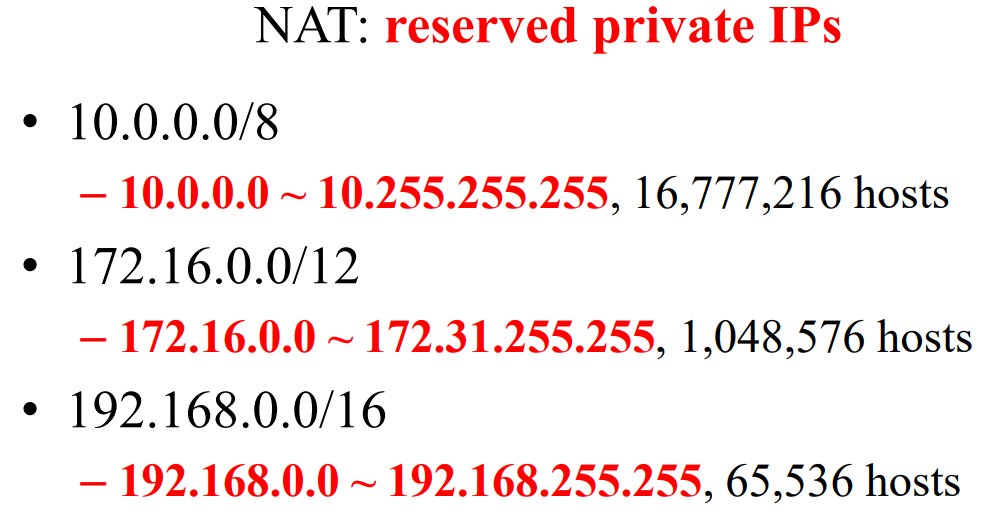 NAT: reserved private IPs
• 10.0.0.0/8
– 10.0.0.0 ~ 10.255.255.255, 16,777,216 hosts
• 172.16.0.0/12
– 172.16.0.0 ~ 172.31.255.255, 1,048,576 hosts
• 192.168.0.0/16
– 192.168.0.0 ~ 192.168.255.255, 65,536 hosts